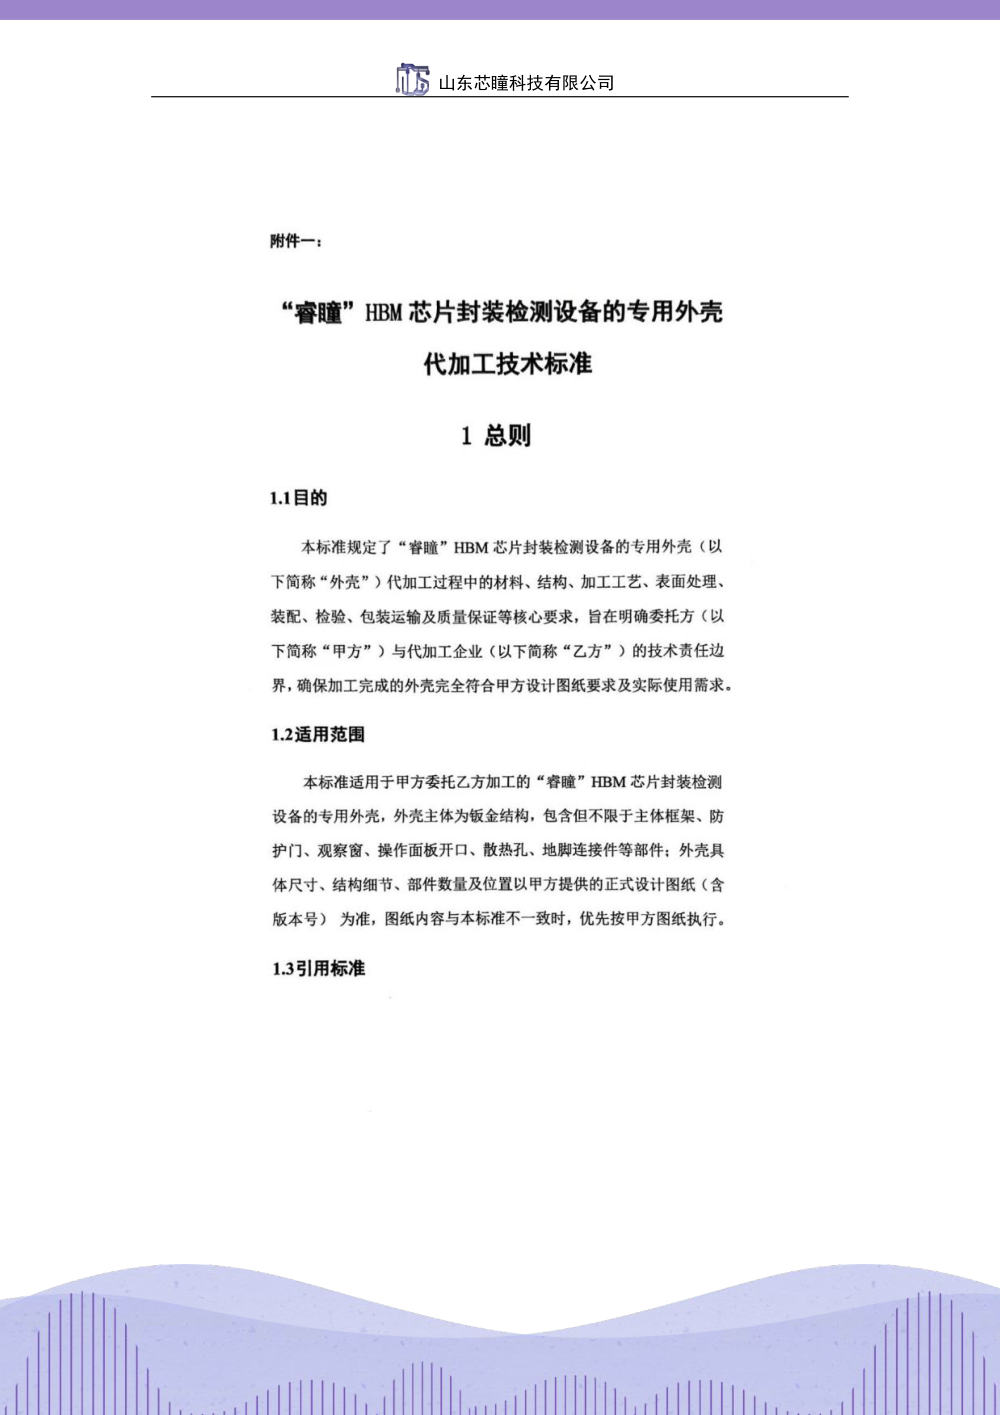 山东芯瞳科技有限公司
附件一：
“睿瞳”HBM 芯片封装检测设备的专用外壳
代加工技术标准
1 总则
1.1目的
本标准规定了“睿瞳”HBM 芯片封装检测设备的专用外壳（以
下简称“外壳”）代加工过程中的材料、结构、加工工艺、表面处理、
装配、检验、包装运输及质量保证等核心要求，旨在明确委托方（以
下简称“甲方”）与代加工企业（以下简称“乙方”）的技术责任边
界，确保加工完成的外壳完全符合甲方设计图纸要求及实际使用需求。
1.2适用范围
本标准适用于甲方委托乙方加工的“睿瞳”HBM 芯片封装检测
设备的专用外壳，外壳主体为钣金结构，包含但不限于主体框架、防
护门、观察窗、操作面板开口、散热孔、地脚连接件等部件；外壳具
体尺寸、结构细节、部件数量及位置以甲方提供的正式设计图纸（含
版本号） 为准，图纸内容与本标准不一致时，优先按甲方图纸执行。
1.3引用标准